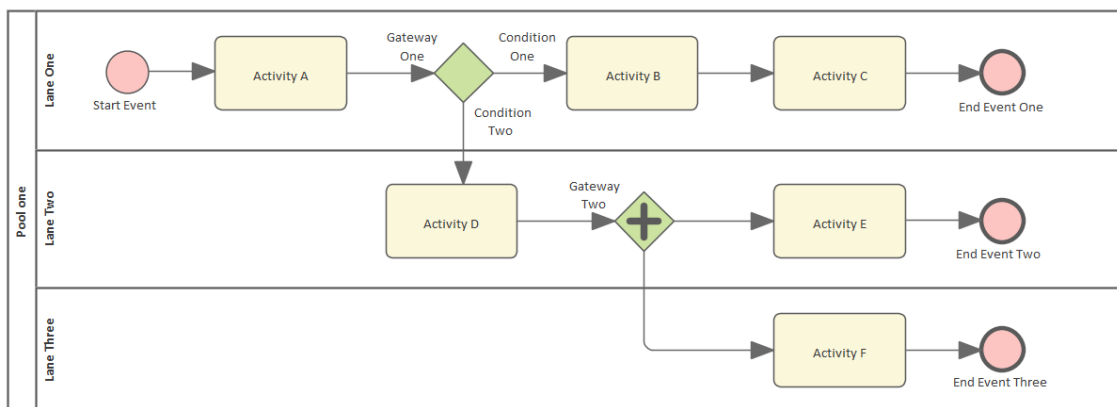 Pool one
Lane One
Start Event
Activity A
Gateway
One
Condition
One
Condition
Two
Activity B
Activity C
End Event One
Lane Two
Activity D
Gateway
Two
Activity E
End Event Two
Lane Three
Activity F
End Event Three